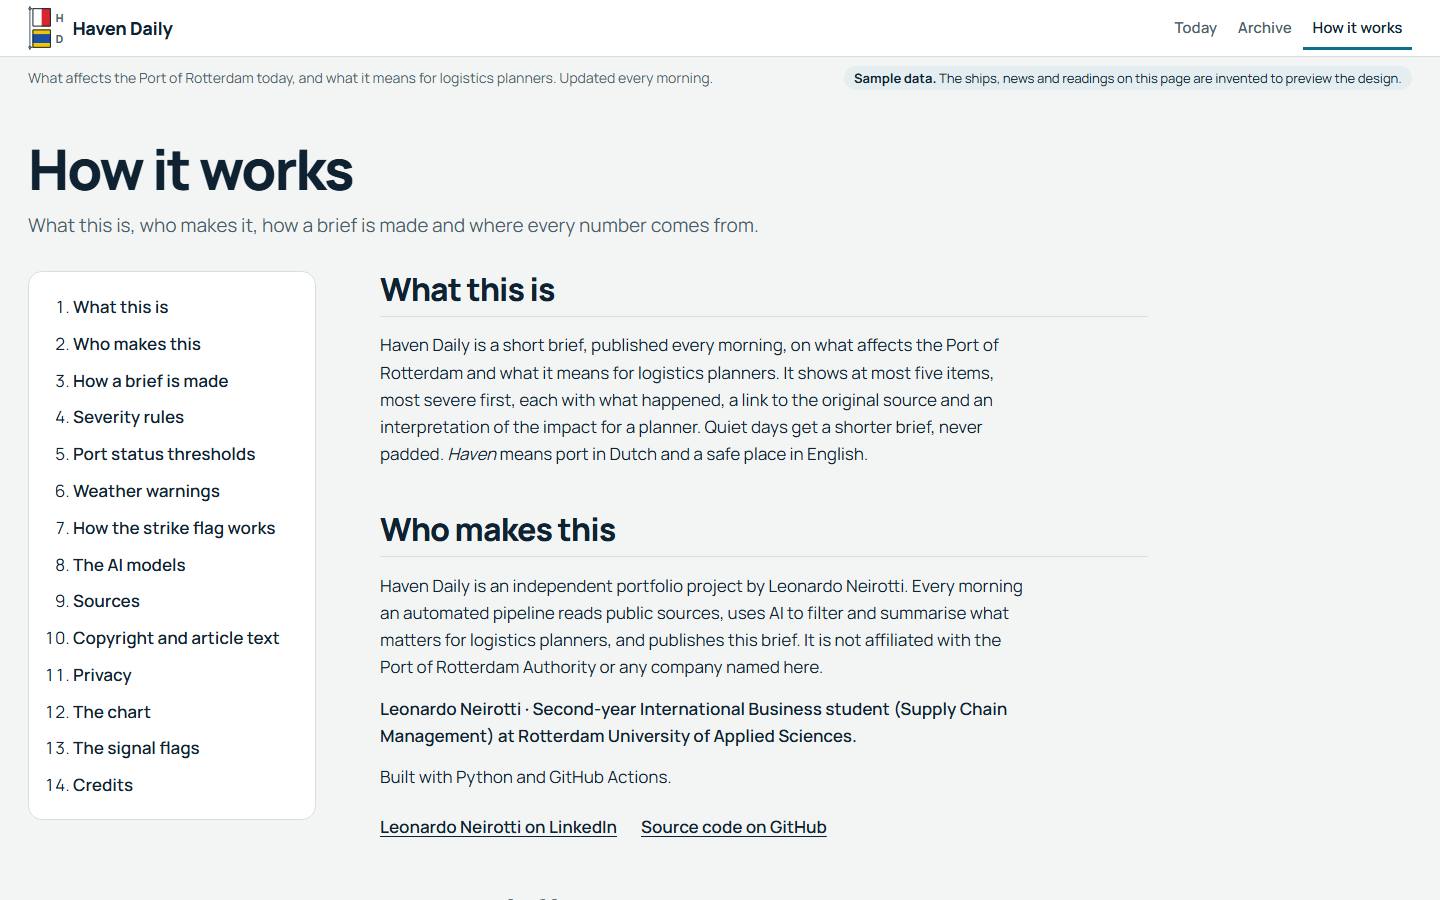 H
D
Haven Daily
Today
Archive
How it works
What affects the Port of Rotterdam today, and what it means for logistics planners. Updated every morning.
Sample data. The ships, news and readings on this page are invented to preview the design.
How it works
What this is, who makes it, how a brief is made and where every number comes from.
1. What this is
2. Who makes this
3. How a brief is made
4. Severity rules
5. Port status thresholds
6. Weather warnings
7. How the strike flag works
8. The AI models
9. Sources
10. Copyright and article text
11. Privacy
12. The chart
13. The signal flags
14. Credits
What this is
Haven Daily is a short brief, published every morning, on what affects the Port of
Rotterdam and what it means for logistics planners. It shows at most five items,
most severe first, each with what happened, a link to the original source and an
interpretation of the impact for a planner. Quiet days get a shorter brief, never
padded. Haven means port in Dutch and a safe place in English.
Who makes this
Haven Daily is an independent portfolio project by Leonardo Neirotti. Every morning
an automated pipeline reads public sources, uses AI to filter and summarise what
matters for logistics planners, and publishes this brief. It is not affiliated with the
Port of Rotterdam Authority or any company named here.
Leonardo Neirotti · Second-year International Business student (Supply Chain
Management) at Rotterdam University of Applied Sciences.
Built with Python and GitHub Actions.
Leonardo Neirotti on LinkedIn
Source code on GitHub